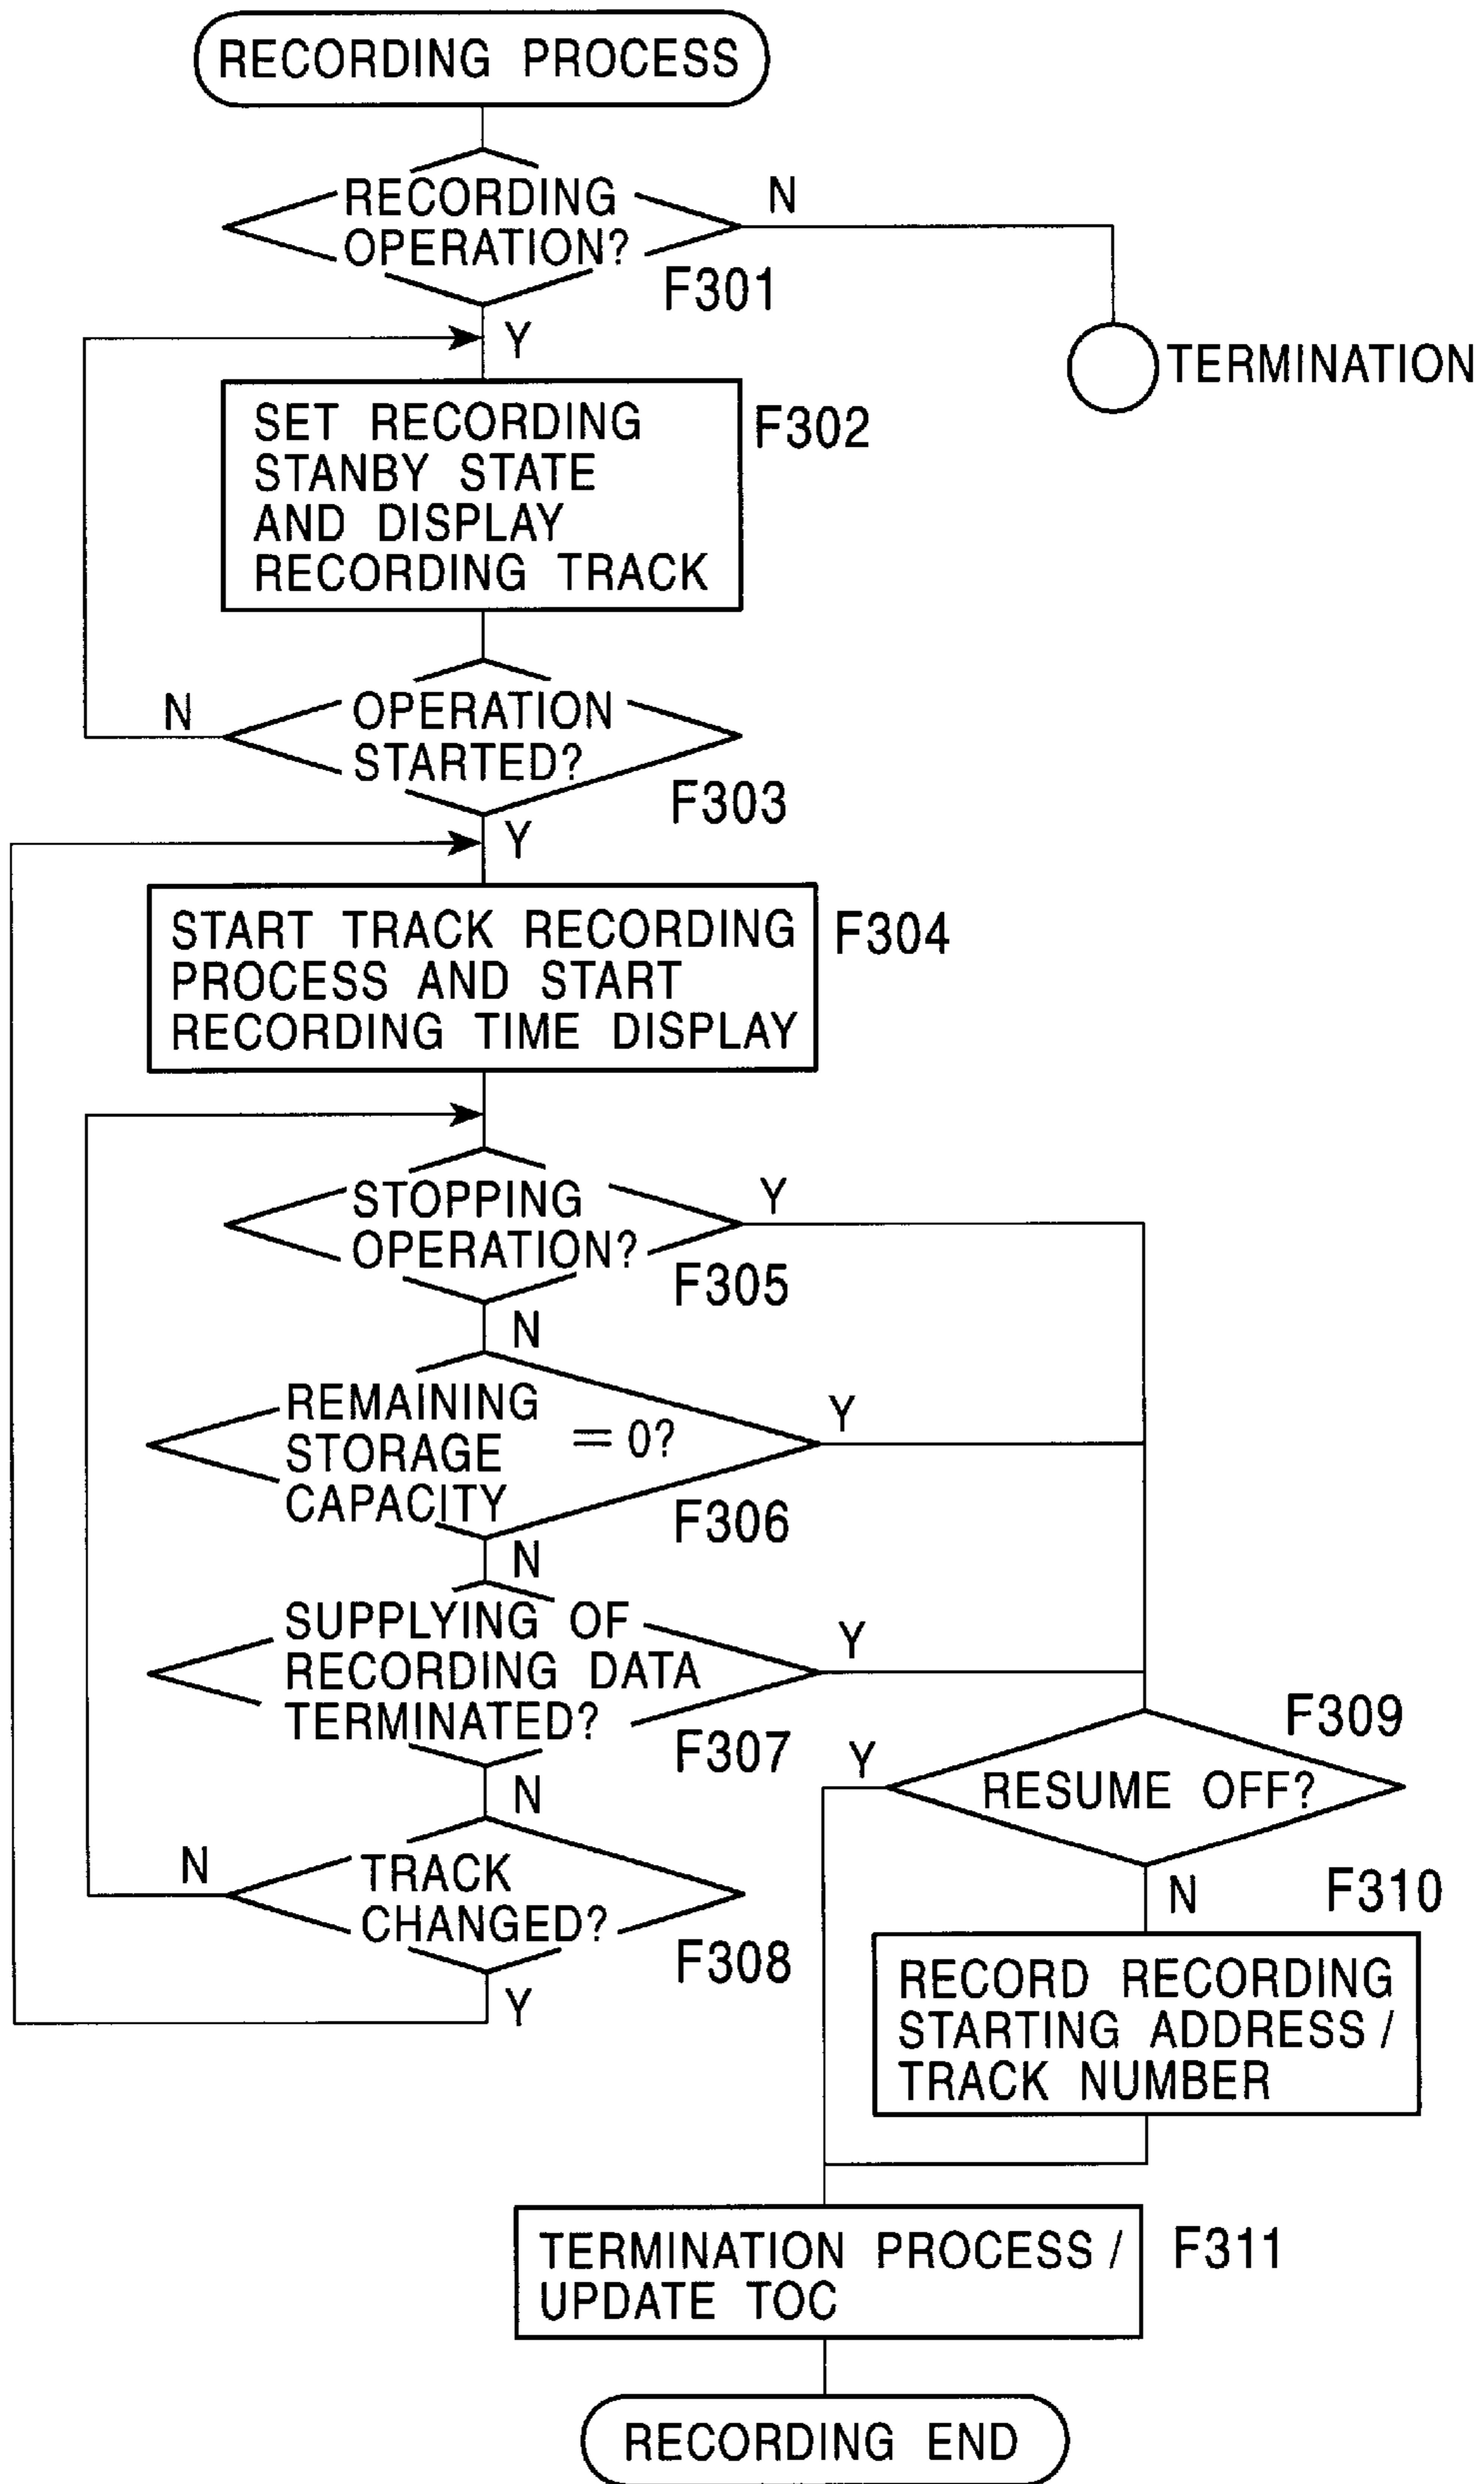 RECORDING PROCESS
RECORDING
OPERATION?
N
F301
Y
TERMINATION
SET RECORDING
STANBY STATE
AND DISPLAY
RECORDING TRACK
F302
N
OPERATION
STARTED?
F303
Y
START TRACK RECORDING
PROCESS AND START
RECORDING TIME DISPLAY
F304
STOPPING
OPERATION?
Y
F305
N
REMAINING
STORAGE
CAPACITY
= 0?
Y
F306
N
SUPPLYING OF
RECORDING DATA
TERMINATED?
Y
F307
N
TRACK
CHANGED?
N
F308
Y
F309
Y
RESUME OFF?
N
F310
RECORD RECORDING
STARTING ADDRESS /
TRACK NUMBER
TERMINATION PROCESS /
UPDATE TOC
F311
RECORDING END